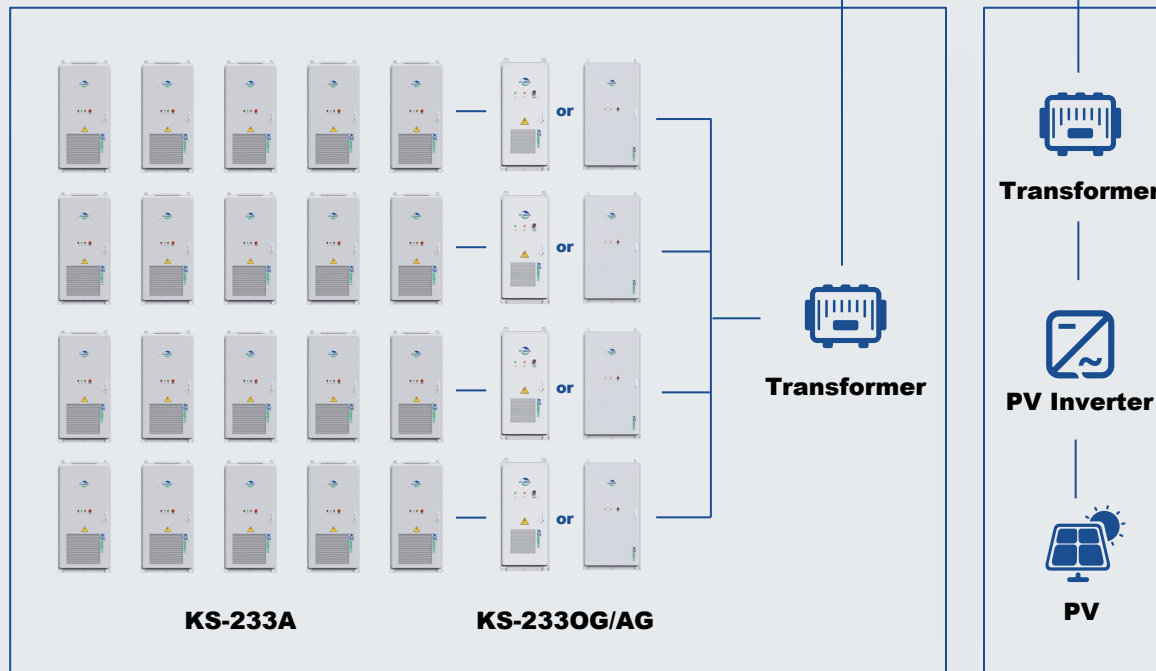 or
or
or
or
Transformer
KS-233A
KS-233OG/AG
Transformer
PV Inverter
PV